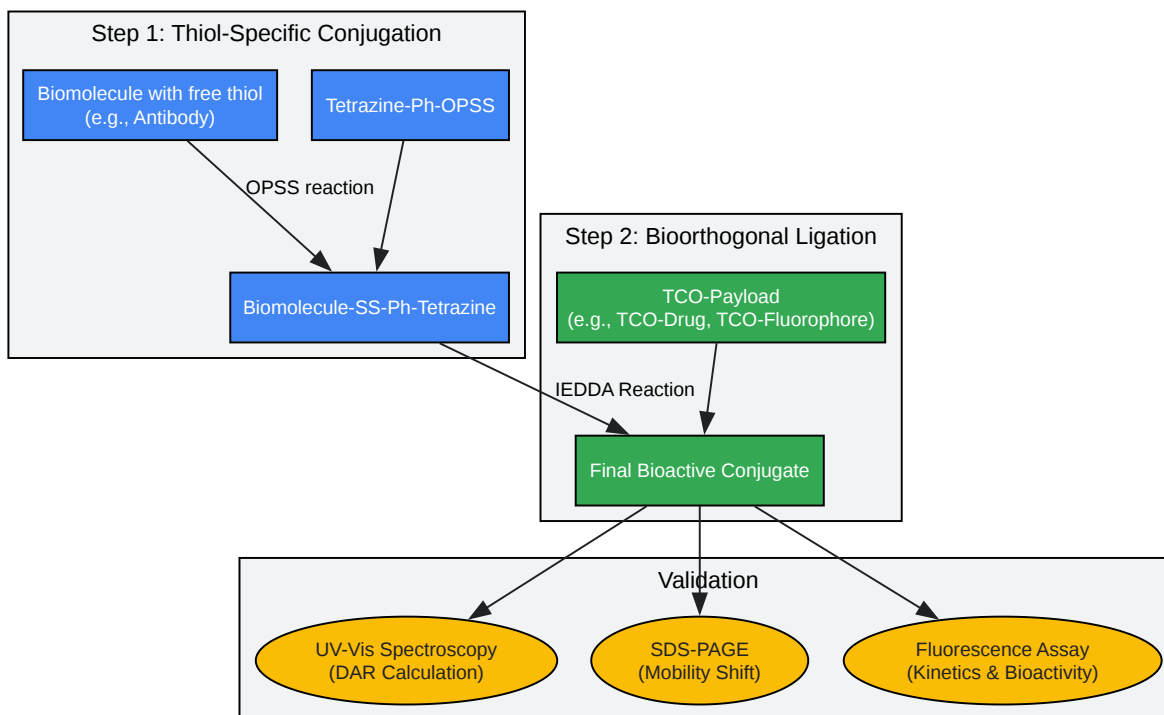 Step 1: Thiol-Specific Conjugation
Biomolecule with free thiol
(e.g., Antibody)
Tetrazine-Ph-OPSS
OPSS reaction
Biomolecule-SS-Ph-Tetrazine
Step 2: Bioorthogonal Ligation
TCO-Payload
(e.g., TCO-Drug, TCO-Fluorophore)
IEDDA Reaction
Final Bioactive Conjugate
Validation
UV-Vis Spectroscopy
(DAR Calculation)
SDS-PAGE
(Mobility Shift)
Fluorescence Assay
(Kinetics & Bioactivity)